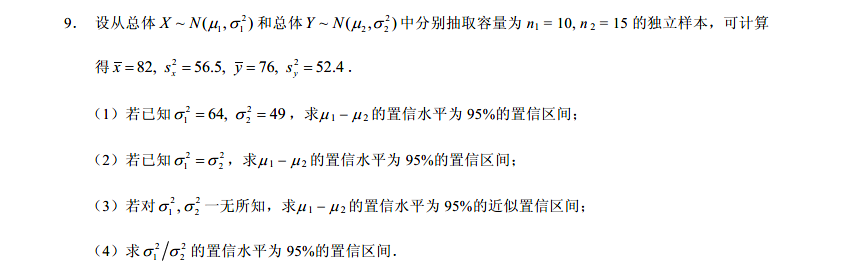 9. 设从总体 X ~ N(μ₁, σ₁²) 和总体 Y ~ N(μ₂, σ₂²) 中分别抽取容量为 n₁ = 10, n₂ = 15 的独立样本，可计算
得 x̄ = 82, sₓ² = 56.5, ȳ = 76, s_y² = 52.4．
（1）若已知 σ₁² = 64, σ₂² = 49，求 μ₁ − μ₂ 的置信水平为 95%的置信区间；
（2）若已知 σ₁² = σ₂²，求 μ₁ − μ₂ 的置信水平为 95%的置信区间；
（3）若对 σ₁², σ₂² 一无所知，求 μ₁ − μ₂ 的置信水平为 95%的近似置信区间；
（4）求 σ₁²/σ₂² 的置信水平为 95%的置信区间．